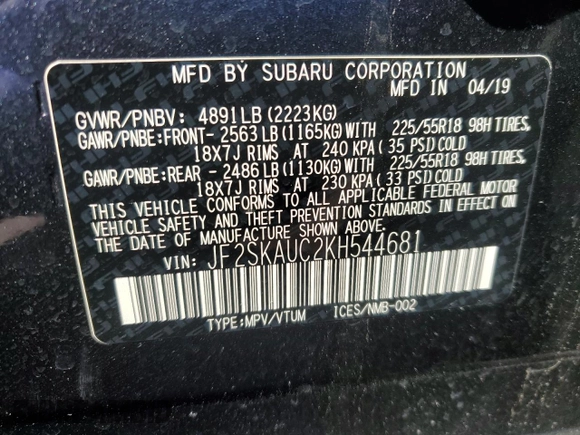 MFD BY SUBARU CORPORATION
MFD IN 04/19
GVWR/PNBV: 4891LB (2223KG)
GAWR/PNBE:FRONT- 2563 LB (1165KG) WITH 225/55R18 98H TIRES,
18X7J RIMS AT 240 KPA ( 35 PSI) COLD
GAWR/PNBE:REAR - 2486 LB (1130KG) WITH 225/55R18 98H TIRES,
18X7J RIMS AT 230 KPA ( 33 PSI) COLD
THIS VEHICLE CONFORMS TO ALL APPLICABLE FEDERAL MOTOR
VEHICLE SAFETY AND THEFT PREVENTION STANDARDS IN EFFECT ON
THE DATE OF MANUFACTURE SHOWN ABOVE.
VIN: JF2SKAUC2KH544681
TYPE:MPV/VTUM ICES/NMB-002